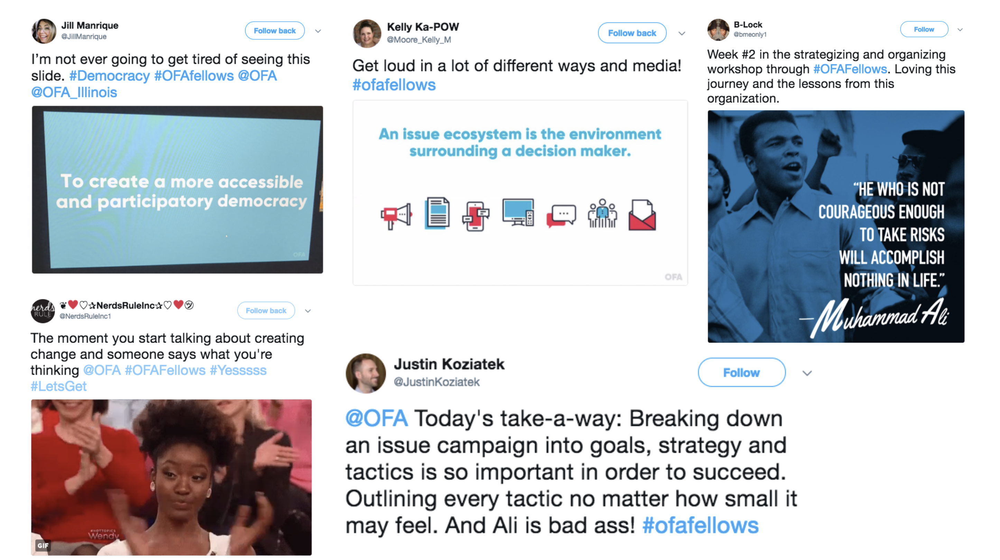 Jill Manrique
@JillManrique
Follow back
I'm not ever going to get tired of seeing this
slide. #Democracy #OFAfellows @OFA
@OFA_Illinois
To create a more accessible
and participatory democracy
OFA
Kelly Ka-POW
@Moore_Kelly_M
Follow back
Get loud in a lot of different ways and media!
#ofafellows
An issue ecosystem is the environment
surrounding a decision maker.
OFA
B-Lock
@bmeonly1
Follow
Week #2 in the strategizing and organizing
workshop through #OFAFellows. Loving this
journey and the lessons from this
organization.
“HE WHO IS NOT
COURAGEOUS ENOUGH
TO TAKE RISKS
WILL ACCOMPLISH
NOTHING IN LIFE.”
—Muhammad Ali
nerds
RULE
❦❤♡☆NerdsRuleInc☆♡❤ツ
@NerdsRuleInc1
Follow back
The moment you start talking about creating
change and someone says what you're
thinking @OFA #OFAFellows #Yesssss
#LetsGet
#HOTTOPICS
Wendy
GIF
Justin Koziatek
@JustinKoziatek
Follow
@OFA Today's take-a-way: Breaking down
an issue campaign into goals, strategy and
tactics is so important in order to succeed.
Outlining every tactic no matter how small it
may feel. And Ali is bad ass! #ofafellows